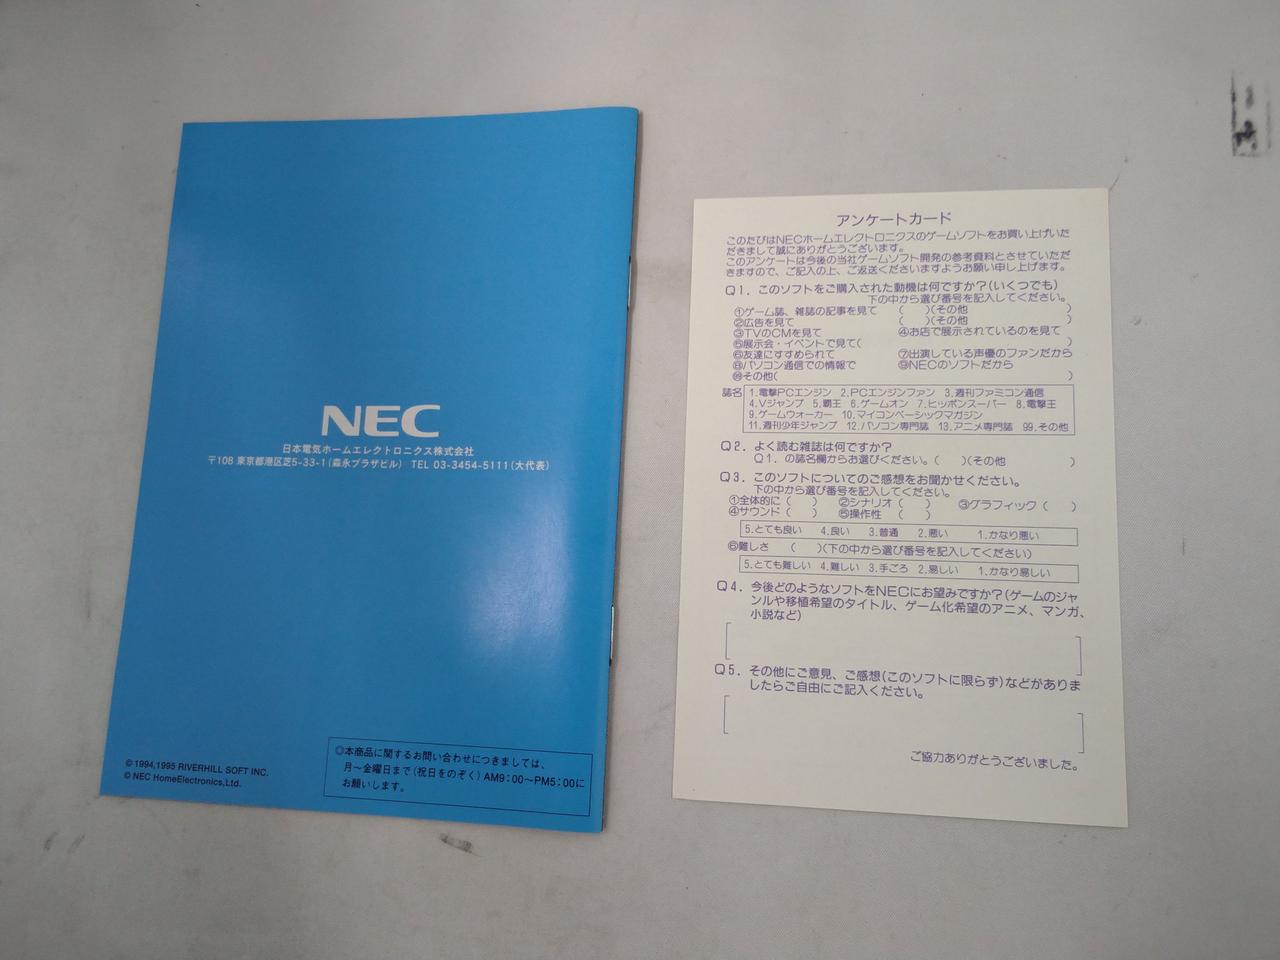 NEC
日本電気ホームエレクトロニクス株式会社
〒108 東京都港区芝5-33-1(森永プラザビル) TEL 03-3454-5111(大代表)
© 1994,1995 RIVERHILL SOFT INC.
© NEC HomeElectronics,Ltd.
◎本商品に関するお問い合わせにつきましては、
月〜金曜日まで(祝日をのぞく)AM9:00〜PM5:00に
お願いします。
アンケートカード
このたびはNECホームエレクトロニクスのゲームソフトをお買い上げいた
だきまして誠にありがとうございます。
このアンケートは今後の当社ゲームソフト開発の参考資料とさせていただ
きますので、ご記入の上、ご返送くださいますようお願い申し上げます。
Q1. このソフトをご購入された動機は何ですか?(いくつでも)
下の中から選び番号を記入してください。
①ゲーム誌、雑誌の記事を見て ( )(その他 )
②広告を見て ( )(その他 )
③TVのCMを見て ④お店で展示されているのを見て
⑤展示会・イベントで見て( )
⑥友達にすすめられて ⑦出演している声優のファンだから
⑧パソコン通信での情報で ⑨NECのソフトだから
⑩その他( )
誌名 1.電撃PCエンジン 2.PCエンジンファン 3.週刊ファミコン通信
4.Vジャンプ 5.覇王 6.ゲームオン 7.ヒッポンスーパー 8.電撃王
9.ゲームウォーカー 10.マイコンベーシックマガジン
11.週刊少年ジャンプ 12.パソコン専門誌 13.アニメ専門誌 99.その他
Q2. よく読む雑誌は何ですか?
Q1. の誌名欄からお選びください。( )(その他 )
Q3. このソフトについてのご感想をお聞かせください。
下の中から選び番号を記入してください。
①全体的に( ) ②シナリオ( ) ③グラフィック( )
④サウンド( ) ⑤操作性 ( )
5.とても良い 4.良い 3.普通 2.悪い 1.かなり悪い
⑥難しさ ( )(下の中から選び番号を記入してください)
5.とても難しい 4.難しい 3.手ごろ 2.易しい 1.かなり易しい
Q4. 今後どのようなソフトをNECにお望みですか?(ゲームのジャ
ンルや移植希望のタイトル、ゲーム化希望のアニメ、マンガ、
小説など)
Q5. その他にご意見、ご感想(このソフトに限らず)などがありま
したらご自由にご記入ください。
ご協力ありがとうございました。